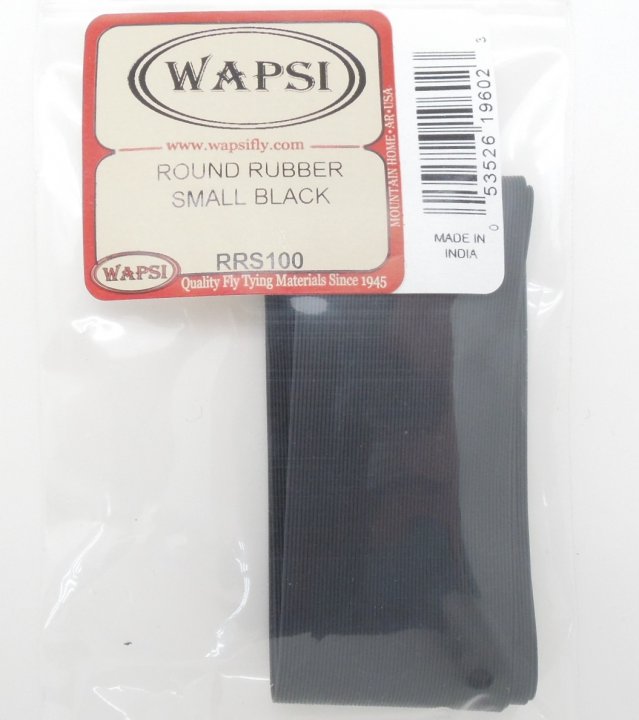 WAPSI
www.wapsifly.com
ROUND RUBBER
SMALL BLACK
RRS100
WAPSI
Quality Fly Tying Materials Since 1945
MOUNTAIN HOME·AR·USA
0 53526 19602 3
MADE IN
INDIA